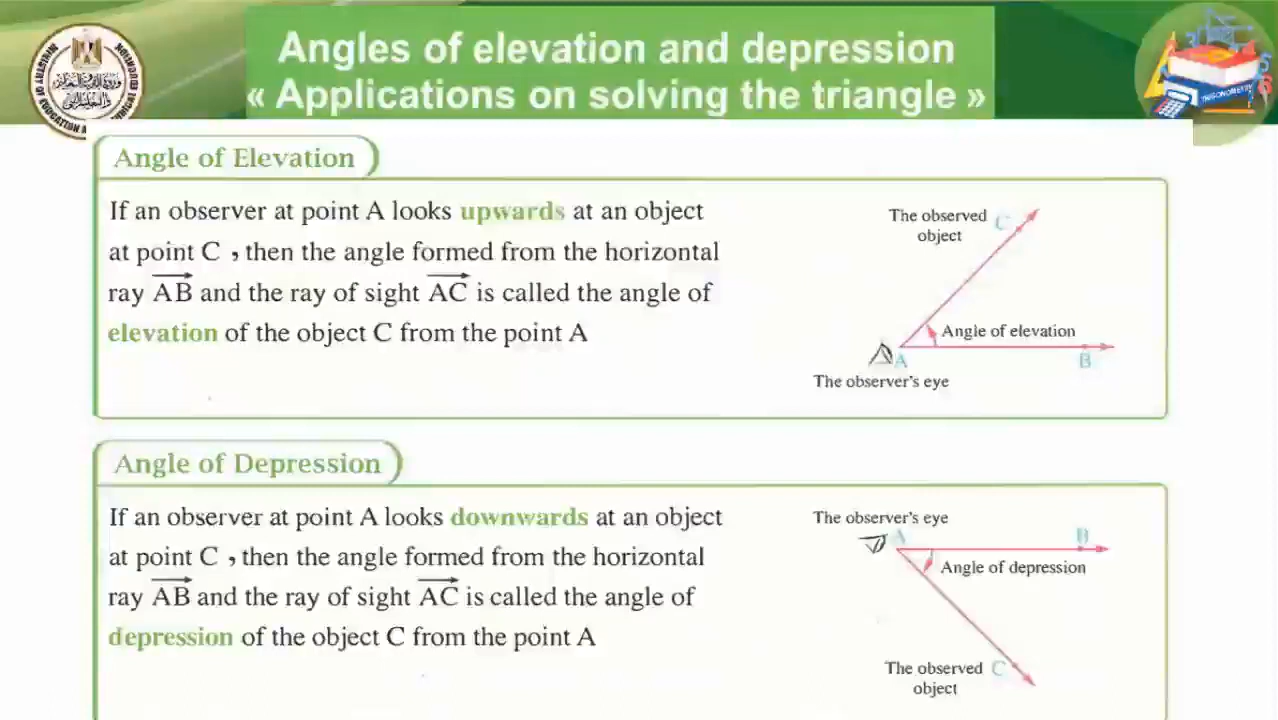 Angles of elevation and depression
« Applications on solving the triangle »
TRIGONOMETRY
Angle of Elevation
If an observer at point A looks upwards at an object
at point C , then the angle formed from the horizontal
ray AB and the ray of sight AC is called the angle of
elevation of the object C from the point A
The observed
object
C
Angle of elevation
A
B
The observer's eye
Angle of Depression
If an observer at point A looks downwards at an object
at point C , then the angle formed from the horizontal
ray AB and the ray of sight AC is called the angle of
depression of the object C from the point A
The observer's eye
A
B
Angle of depression
The observed
object
C